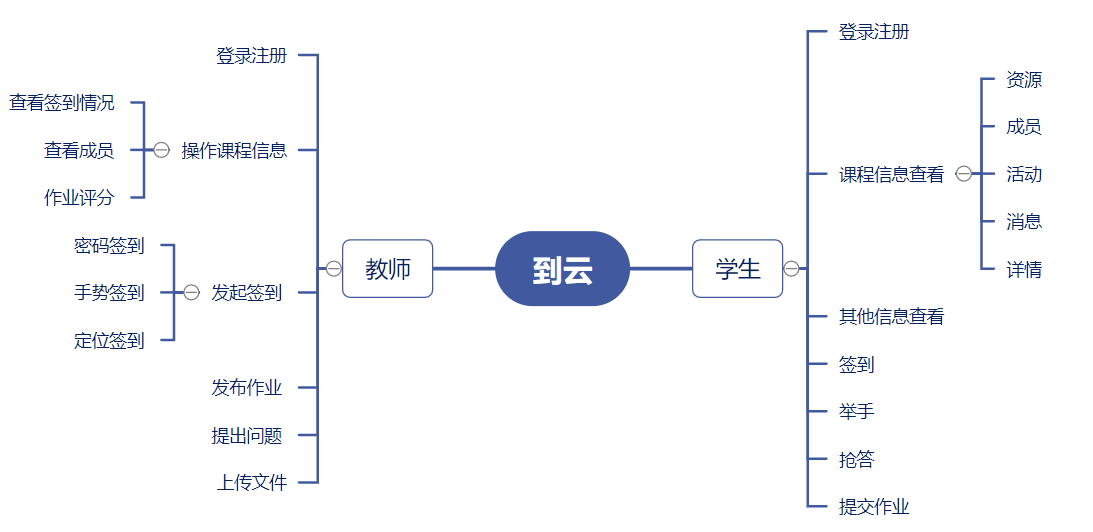 到云
教师
登录注册
操作课程信息
查看签到情况
查看成员
作业评分
发起签到
密码签到
手势签到
定位签到
发布作业
提出问题
上传文件
学生
登录注册
课程信息查看
资源
成员
活动
消息
详情
其他信息查看
签到
举手
抢答
提交作业